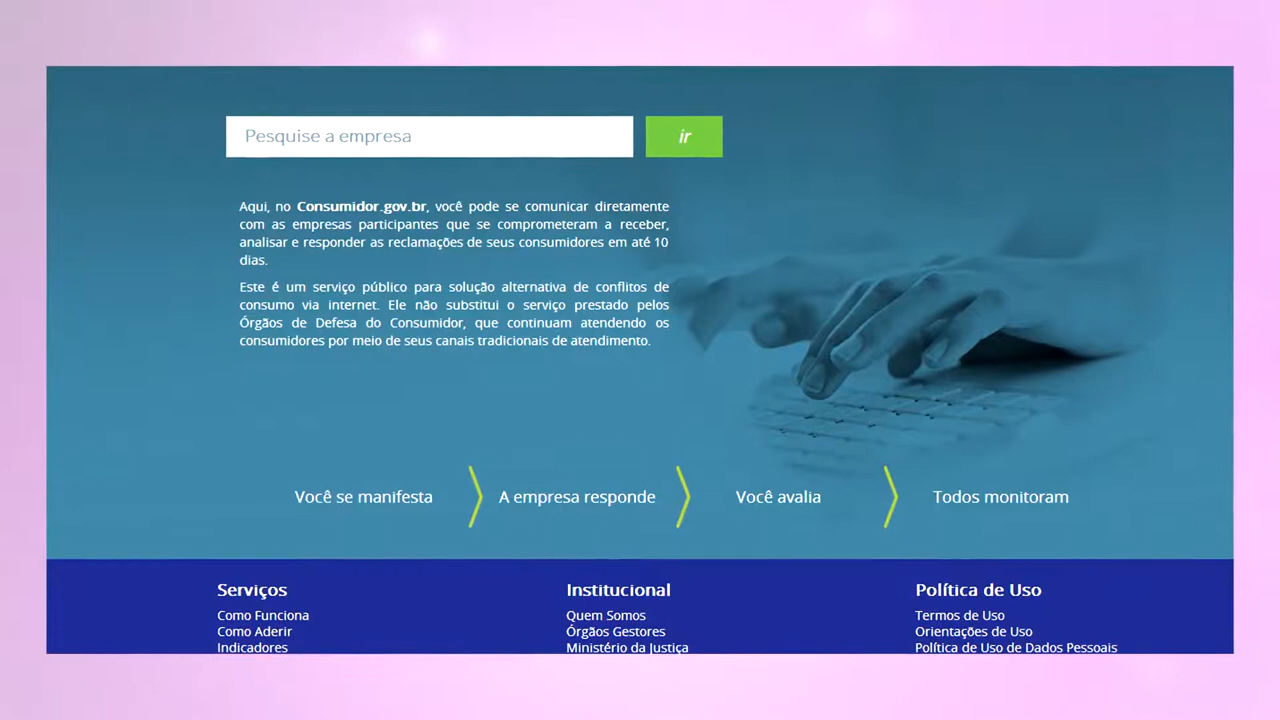 Pesquise a empresa
ir
Aqui, no Consumidor.gov.br, você pode se comunicar diretamente
com as empresas participantes que se comprometeram a receber,
analisar e responder as reclamações de seus consumidores em até 10
dias.
Este é um serviço público para solução alternativa de conflitos de
consumo via internet. Ele não substitui o serviço prestado pelos
Órgãos de Defesa do Consumidor, que continuam atendendo os
consumidores por meio de seus canais tradicionais de atendimento.
Você se manifesta
A empresa responde
Você avalia
Todos monitoram
Serviços
Como Funciona
Como Aderir
Indicadores
Institucional
Quem Somos
Órgãos Gestores
Ministério da Justiça
Política de Uso
Termos de Uso
Orientações de Uso
Política de Uso de Dados Pessoais